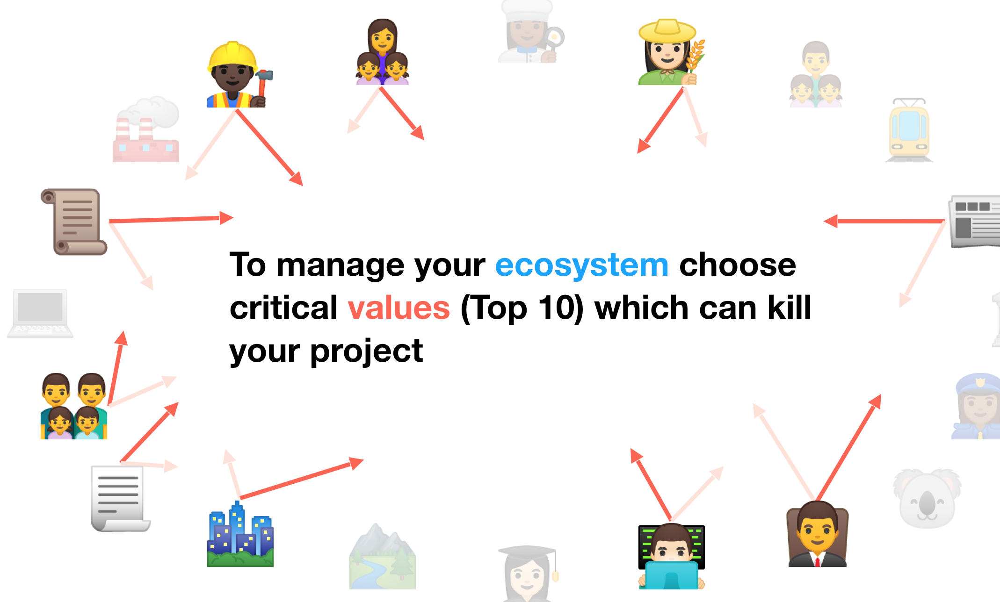 To manage your ecosystem choose
critical values (Top 10) which can kill
your project